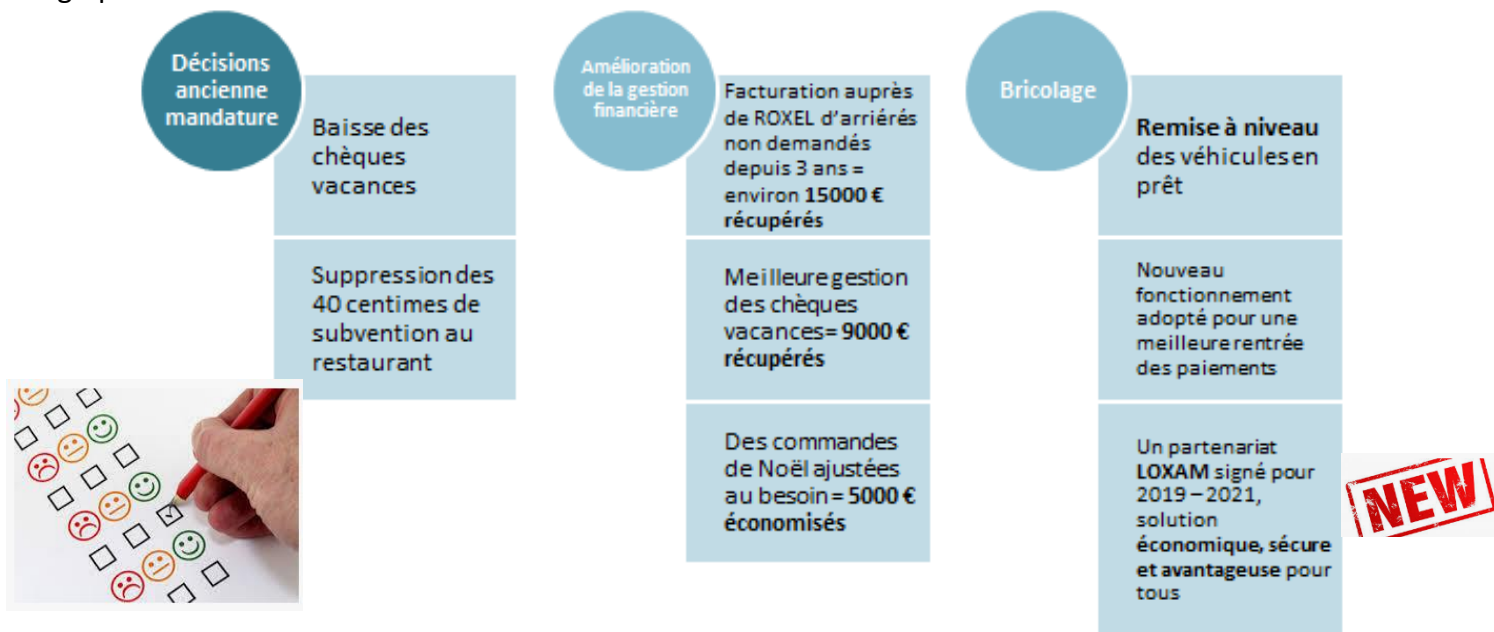 Décisions
ancienne
mandature
Baisse des
chèques
vacances
Suppression des
40 centimes de
subvention au
restaurant
Amélioration
de la gestion
financière
Facturation auprès
de ROXEL d'arriérés
non demandés
depuis 3 ans =
environ 15000 €
récupérés
Meilleure gestion
des chèques
vacances= 9000 €
récupérés
Des commandes
de Noël ajustées
au besoin = 5000 €
économisés
Bricolage
Remise à niveau
des véhicules en
prêt
Nouveau
fonctionnement
adopté pour une
meilleure rentrée
des paiements
Un partenariat
LOXAM signé pour
2019 – 2021,
solution
économique, sécure
et avantageuse pour
tous
NEW